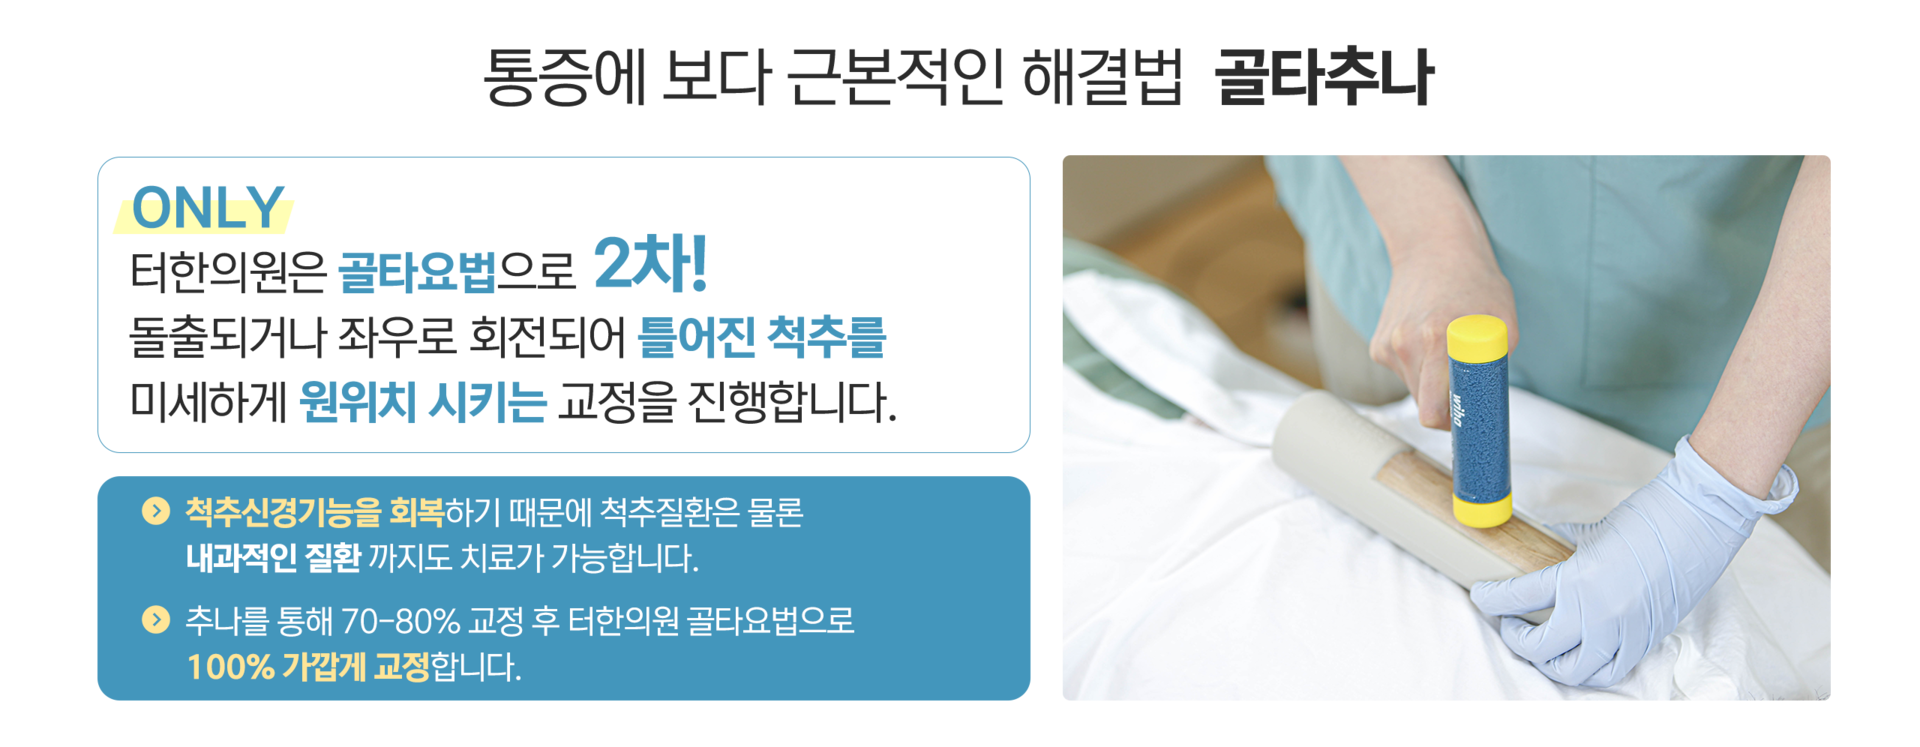 통증에 보다 근본적인 해결법 골타추나
ONLY
터한의원은 골타요법으로 2차!
돌출되거나 좌우로 회전되어 틀어진 척추를
미세하게 원위치 시키는 교정을 진행합니다.
척추신경기능을 회복하기 때문에 척추질환은 물론
내과적인 질환 까지도 치료가 가능합니다.
추나를 통해 70-80% 교정 후 터한의원 골타요법으로
100% 가깝게 교정합니다.
wiha